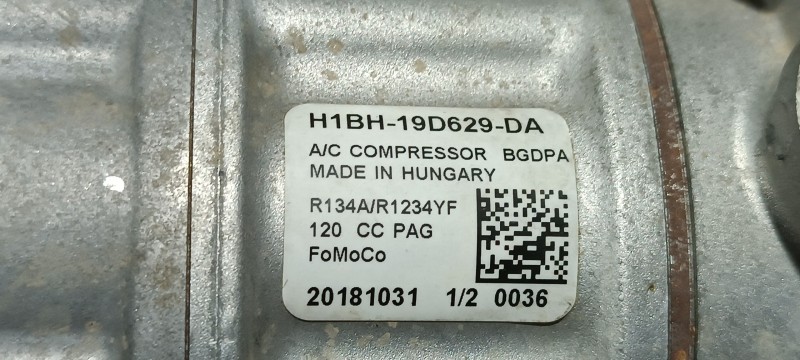 H1BH-19D629-DA
A/C COMPRESSOR BGDPA
MADE IN HUNGARY
R134A/R1234YF
120 CC PAG
FoMoCo
20181031 1/2 0036